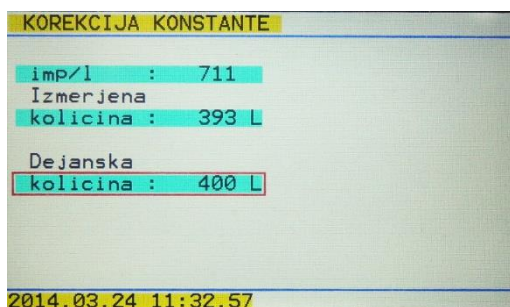 KOREKCIJA KONSTANTE
imp/l : 711
Izmerjena
kolicina : 393 L
Dejanska
kolicina : 400 L
2014.03.24 11:32.57